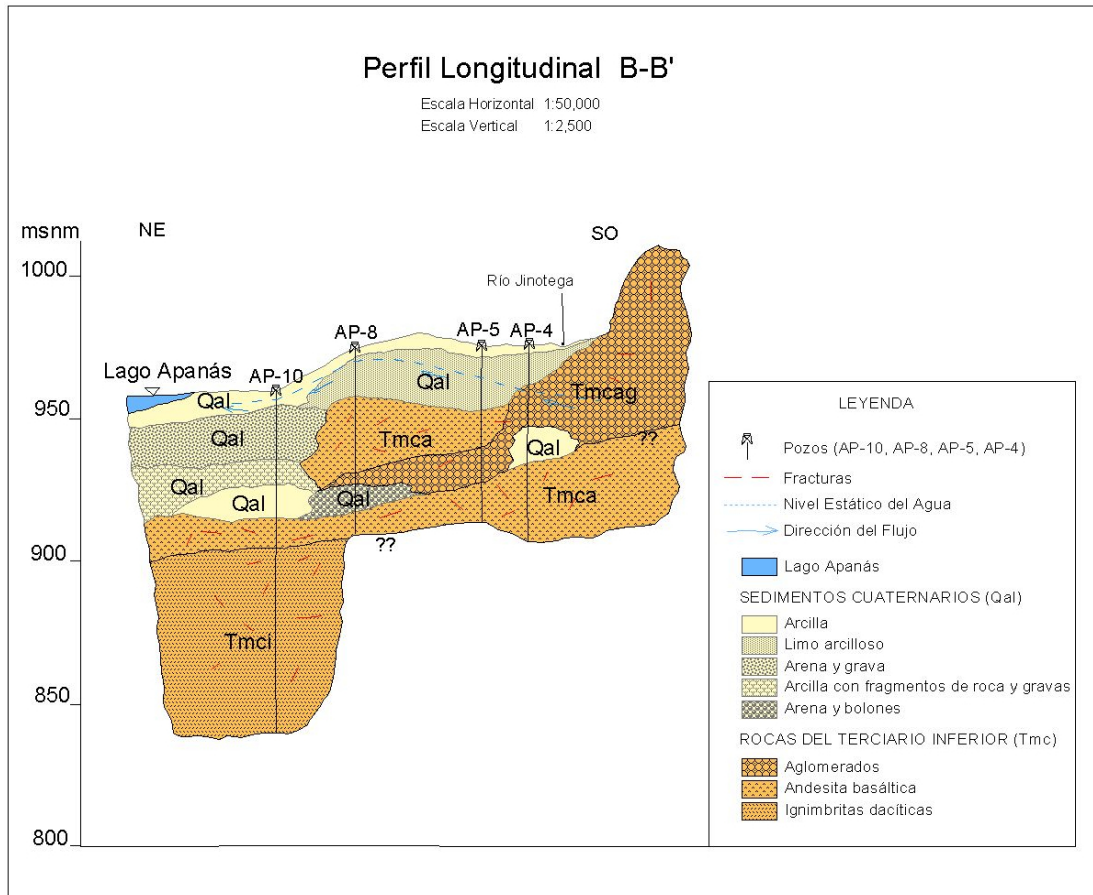 Perfil Longitudinal B-B'
Escala Horizontal 1:50,000
Escala Vertical 1:2,500
msnm
NE
SO
1000
950
900
850
800
Río Jinotega
AP-8
AP-5
AP-4
Lago Apanás
AP-10
Qal
Qal
Tmcag
Qal
Tmca
Qal
??
Qal
Qal
Qal
Tmca
??
Tmci
LEYENDA
Pozos (AP-10, AP-8, AP-5, AP-4)
Fracturas
Nivel Estático del Agua
Dirección del Flujo
Lago Apanás
SEDIMENTOS CUATERNARIOS (Qal)
Arcilla
Limo arcilloso
Arena y grava
Arcilla con fragmentos de roca y gravas
Arena y bolones
ROCAS DEL TERCIARIO INFERIOR (Tmc)
Aglomerados
Andesita basáltica
Ignimbritas dacíticas